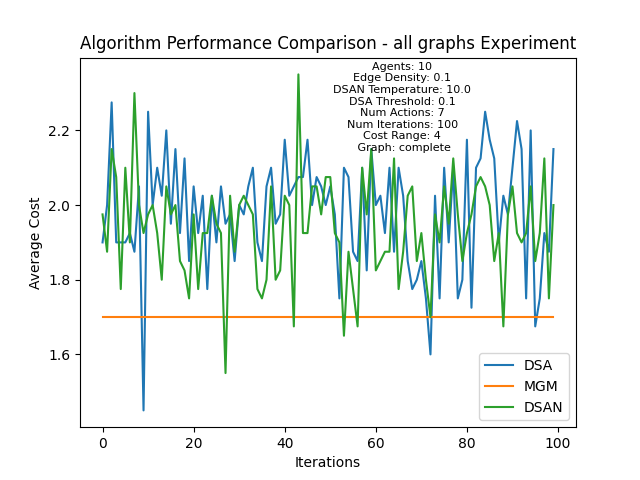 Algorithm Performance Comparison - all graphs Experiment
Agents: 10
Edge Density: 0.1
DSAN Temperature: 10.0
DSA Threshold: 0.1
Num Actions: 7
Num Iterations: 100
Cost Range: 4
Graph: complete
Average Cost
2.2
2.0
1.8
1.6
0
20
40
60
80
100
Iterations
DSA
MGM
DSAN